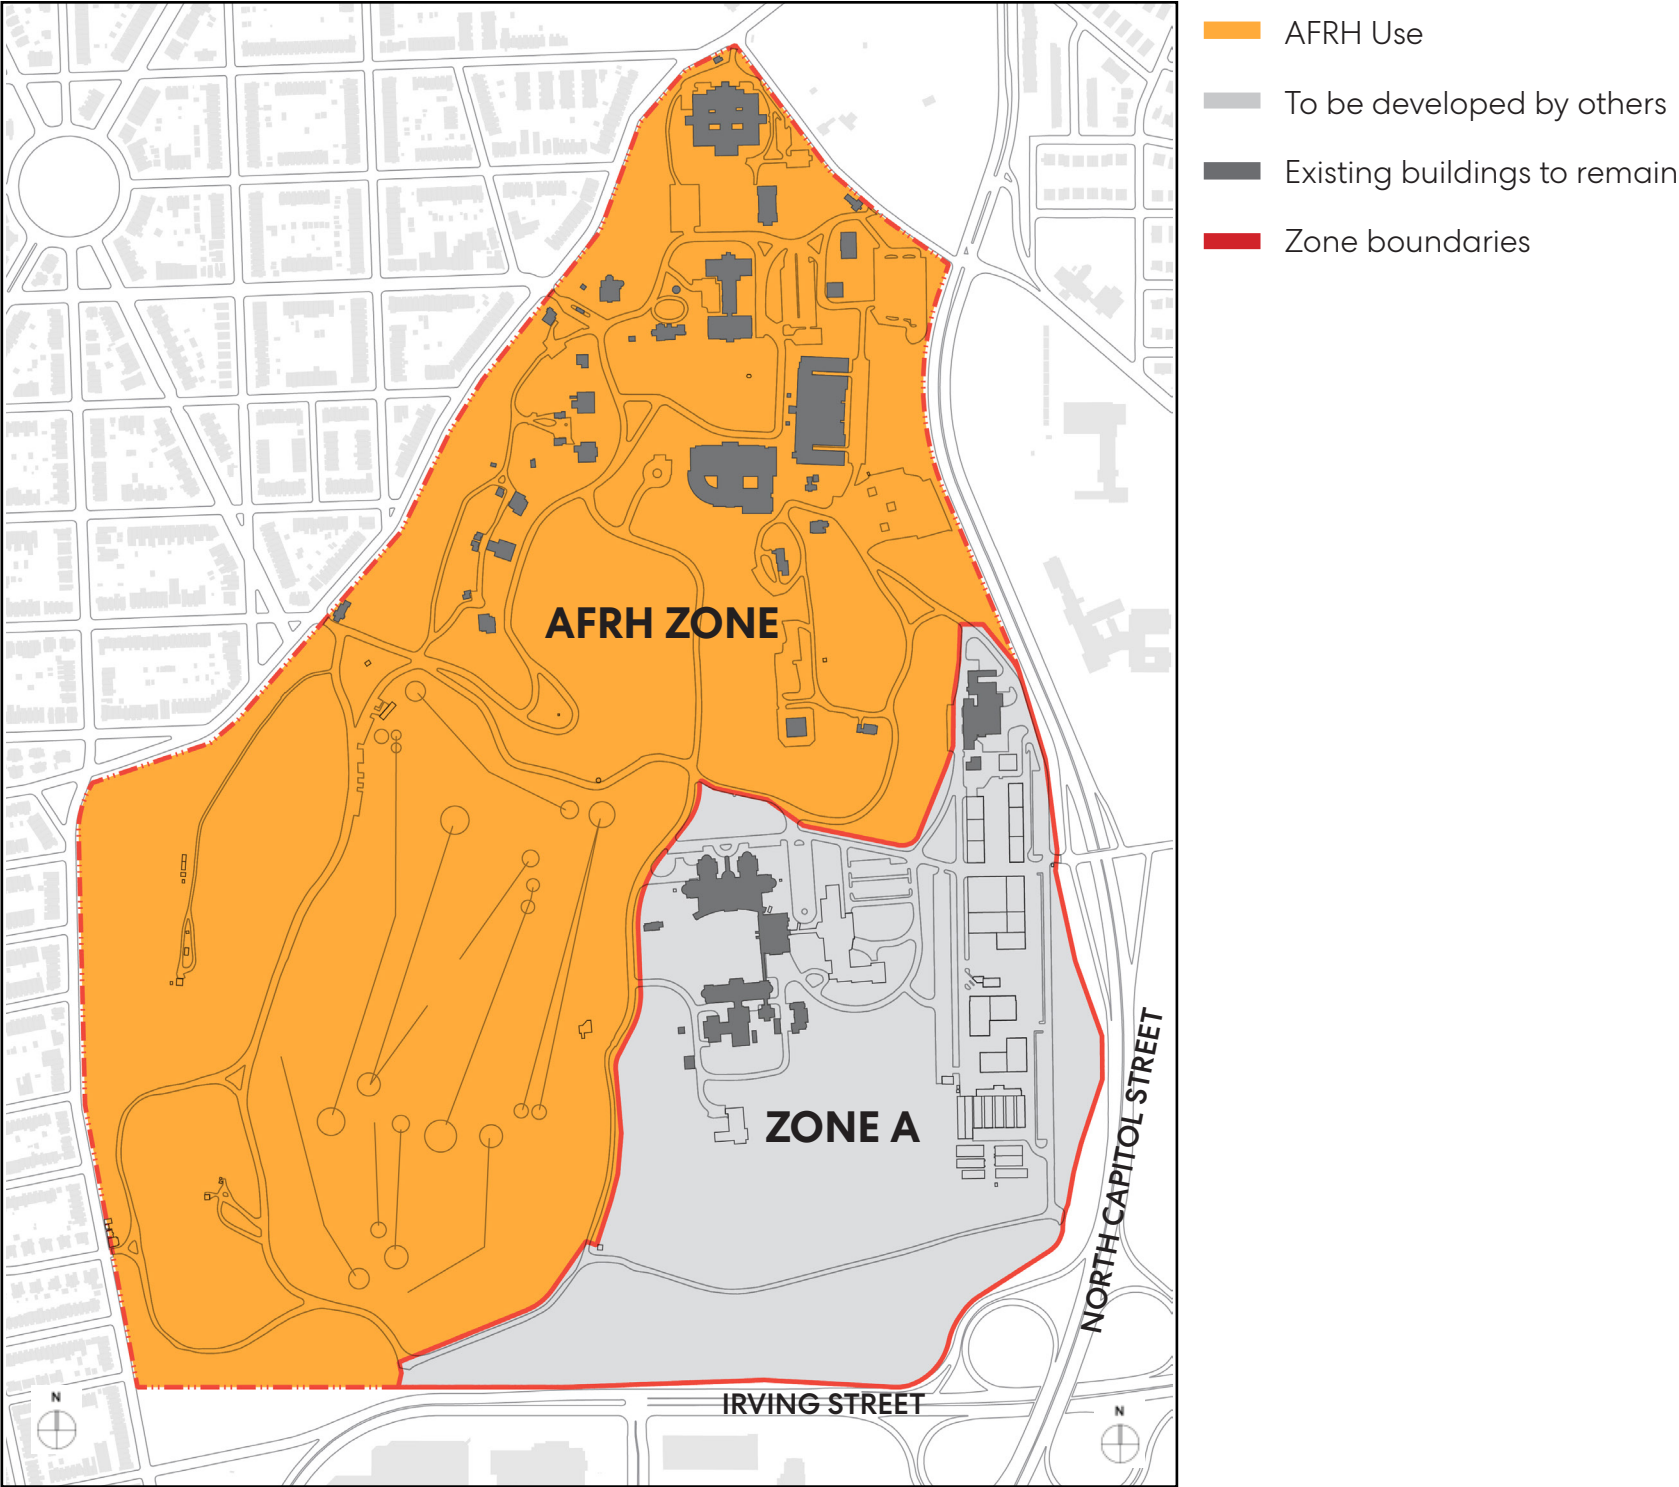 AFRH Use
To be developed by others
Existing buildings to remain
Zone boundaries
AFRH ZONE
ZONE A
NORTH CAPITOL STREET
IRVING STREET
N
N